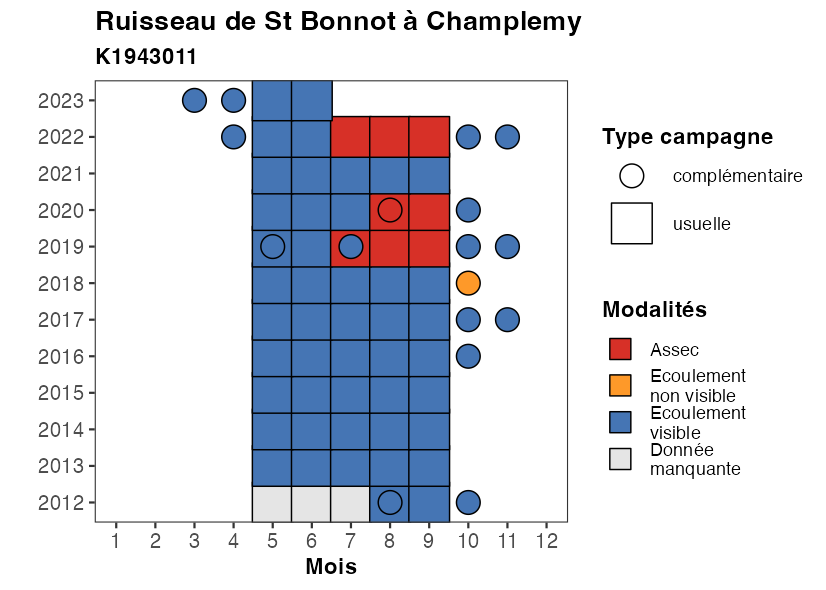 Ruisseau de St Bonnot à Champlemy
K1943011
2023
2022
2021
2020
2019
2018
2017
2016
2015
2014
2013
2012
1 2 3 4 5 6 7 8 9 10 11 12
Mois
Type campagne
complémentaire
usuelle
Modalités
Assec
Ecoulement
non visible
Ecoulement
visible
Donnée
manquante